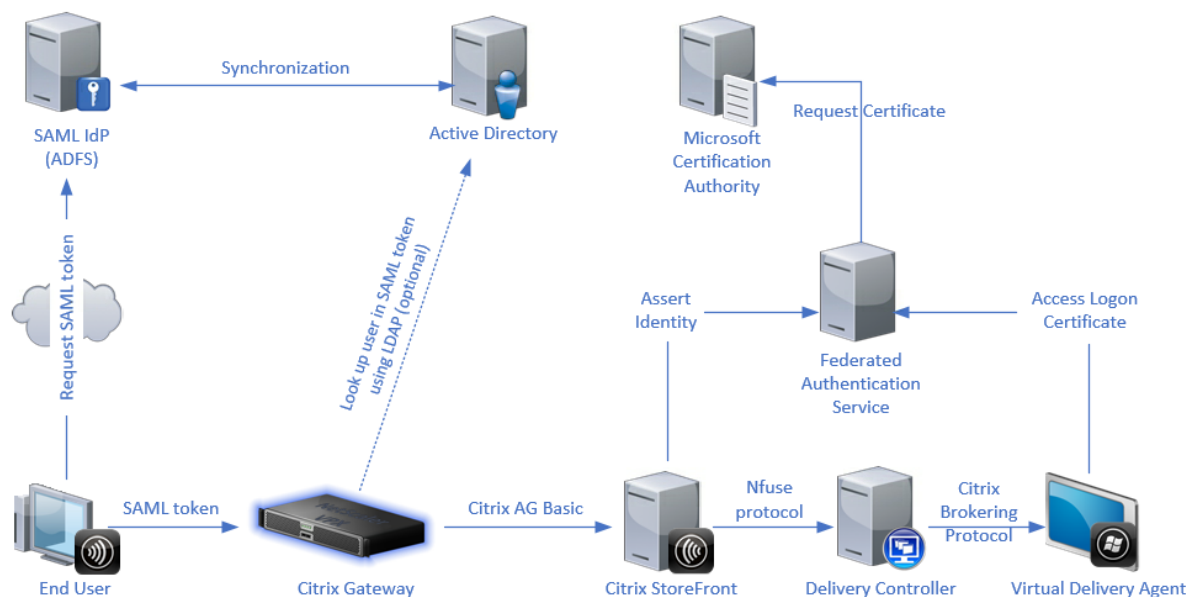 Synchronization
SAML IdP
(ADFS)
Active Directory
Request Certificate
Microsoft
Certification
Authority
Request SAML token
Look up user in SAML token
using LDAP (optional)
Assert
Identity
Access Logon
Certificate
Federated
Authentication
Service
SAML token
Citrix AG Basic
Nfuse
protocol
Citrix
Brokering
Protocol
NetScaler
VPX
End User
Citrix Gateway
Citrix StoreFront
Delivery Controller
Virtual Delivery Agent